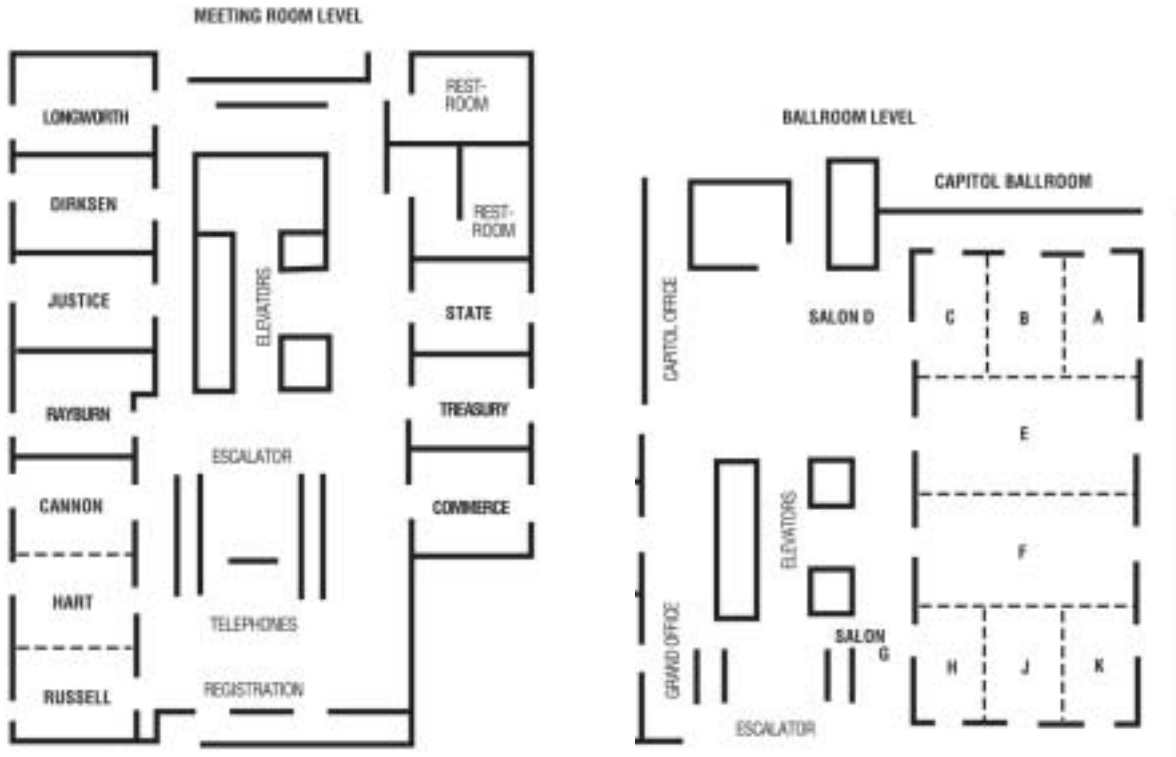 MEETING ROOM LEVEL
REST-
ROOM
LONGWORTH
DIRKSEN
REST-
ROOM
JUSTICE
ELEVATORS
STATE
RAYBURN
TREASURY
ESCALATOR
CANNON
COMMERCE
HART
TELEPHONES
RUSSELL
REGISTRATION
BALLROOM LEVEL
CAPITOL BALLROOM
CAPITOL OFFICE
SALON D
C
B
A
E
ELEVATORS
F
GRAND OFFICE
SALON
G
H
J
K
ESCALATOR